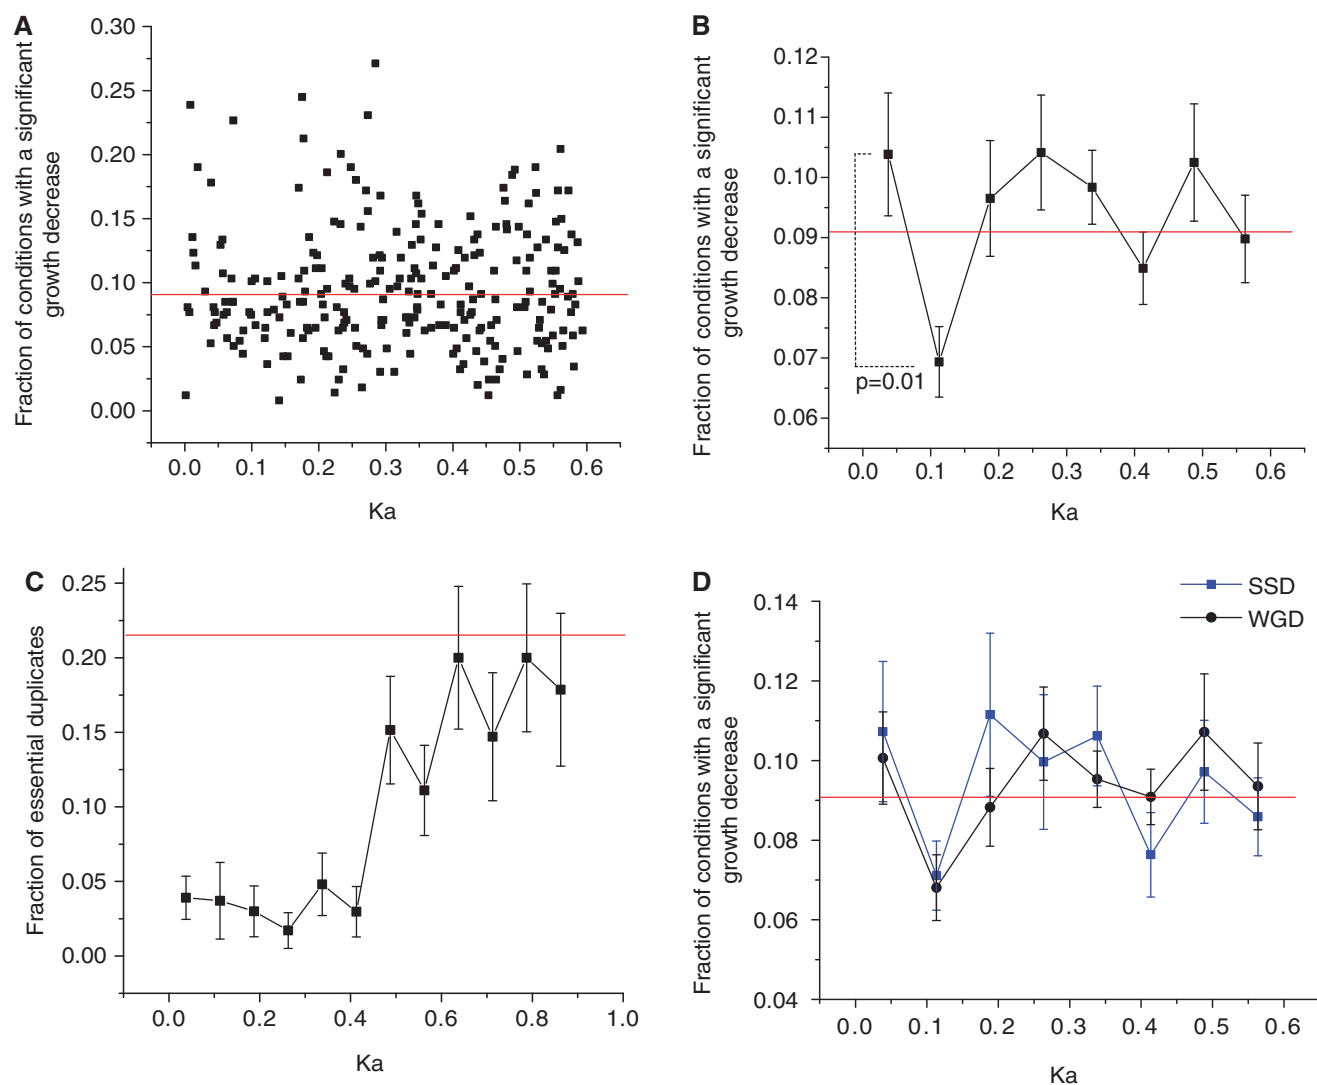 A
Fraction of conditions with a significant
growth decrease
0.30
0.25
0.20
0.15
0.10
0.05
0.00
0.0 0.1 0.2 0.3 0.4 0.5 0.6
Ka
B
Fraction of conditions with a significant
growth decrease
0.12
0.11
0.10
0.09
0.08
0.07
0.06
p=0.01
0.0 0.1 0.2 0.3 0.4 0.5 0.6
Ka
C
Fraction of essential duplicates
0.25
0.20
0.15
0.10
0.05
0.00
0.0 0.2 0.4 0.6 0.8 1.0
Ka
D
Fraction of conditions with a significant
growth decrease
SSD
WGD
0.14
0.12
0.10
0.08
0.06
0.04
0.0 0.1 0.2 0.3 0.4 0.5 0.6
Ka